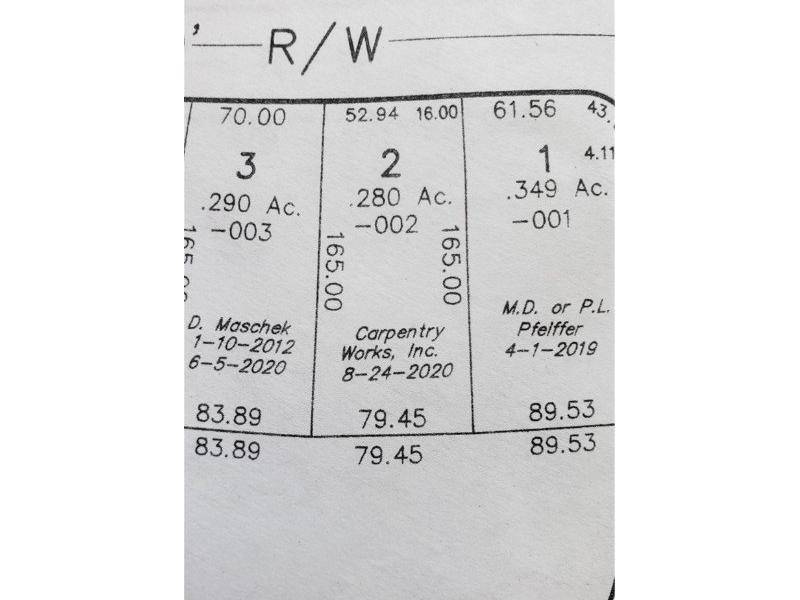 ' R/W
70.00
3
.290 Ac.
-003
165.00
D. Maschek
1-10-2012
6-5-2020
83.89
83.89
52.94 16.00
2
.280 Ac.
-002
165.00
165.00
Carpentry
Works, Inc.
8-24-2020
79.45
79.45
61.56 43.
1
4.11
.349 Ac.
-001
M.D. or P.L.
Pfeiffer
4-1-2019
89.53
89.53